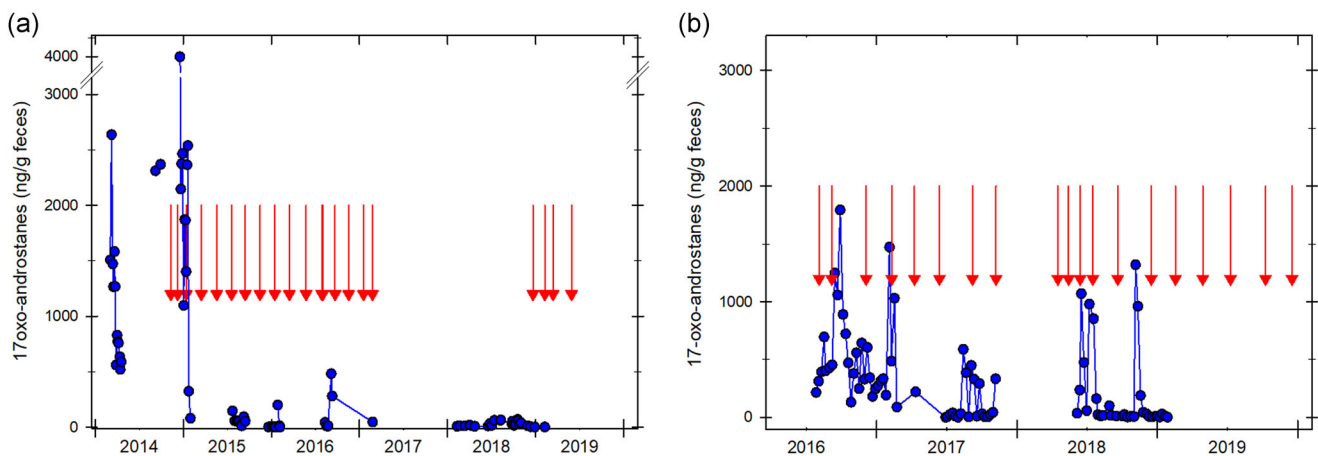 (a)
17oxo-androstanes (ng/g feces)
4000
3000
2000
1000
0
2014 2015 2016 2017 2018 2019
(b)
17-oxo-androstanes (ng/g feces)
3000
2000
1000
0
2016 2017 2018 2019